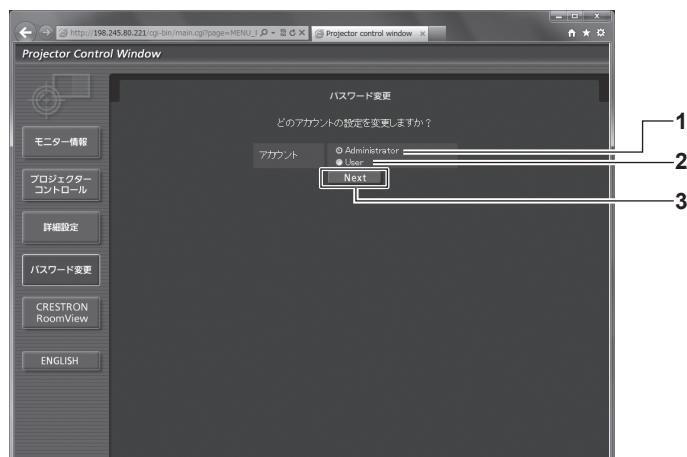 http://198.245.80.221/cgi-bin/main.cgi?page=MENU_I
Projector control window
Projector Control Window
パスワード変更
どのアカウントの設定を変更しますか？
アカウント
Administrator
User
Next
モニター情報
プロジェクター
コントロール
詳細設定
パスワード変更
CRESTRON
RoomView
ENGLISH
1
2
3